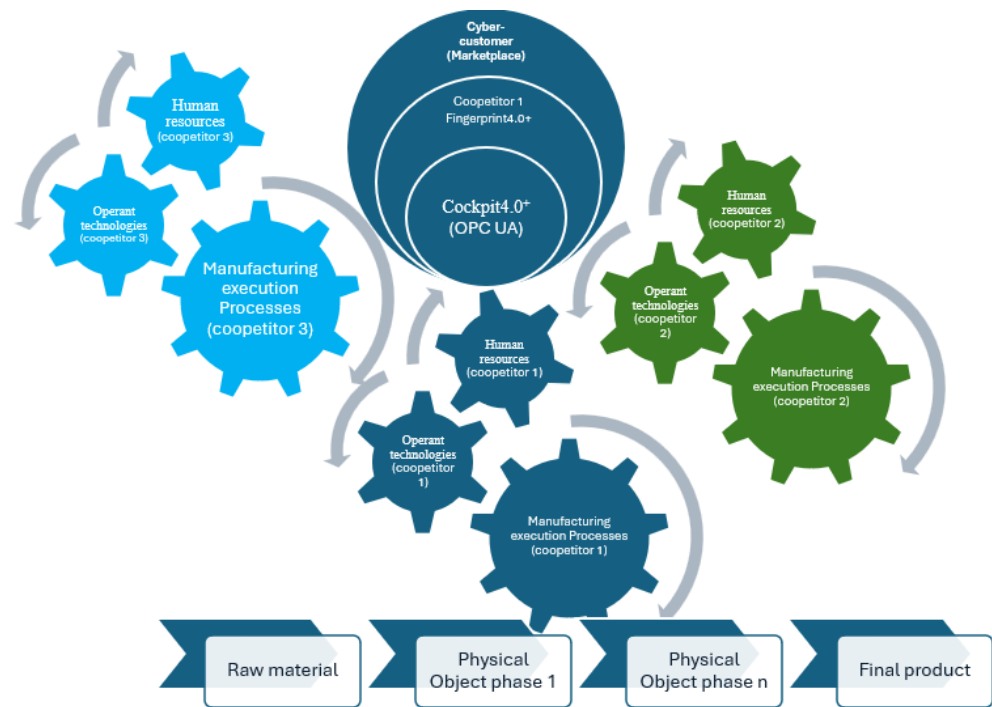 Cyber-
customer
(Marketplace)
Coopetitor 1
Fingerprint4.0+
Cockpit4.0⁺
(OPC UA)
Human
resources
(coopetitor 3)
Operant
technologies
(coopetitor 3)
Manufacturing
execution
Processes
(coopetitor 3)
Human
resources
(coopetitor 2)
Operant
technologies
(coopetitor
2)
Manufacturing
execution Processes
(coopetitor 2)
Human
resources
(coopetitor 1)
Operant
technologies
(coopetitor
1)
Manufacturing
execution Processes
(coopetitor 1)
Raw material
Physical
Object phase 1
Physical
Object phase n
Final product